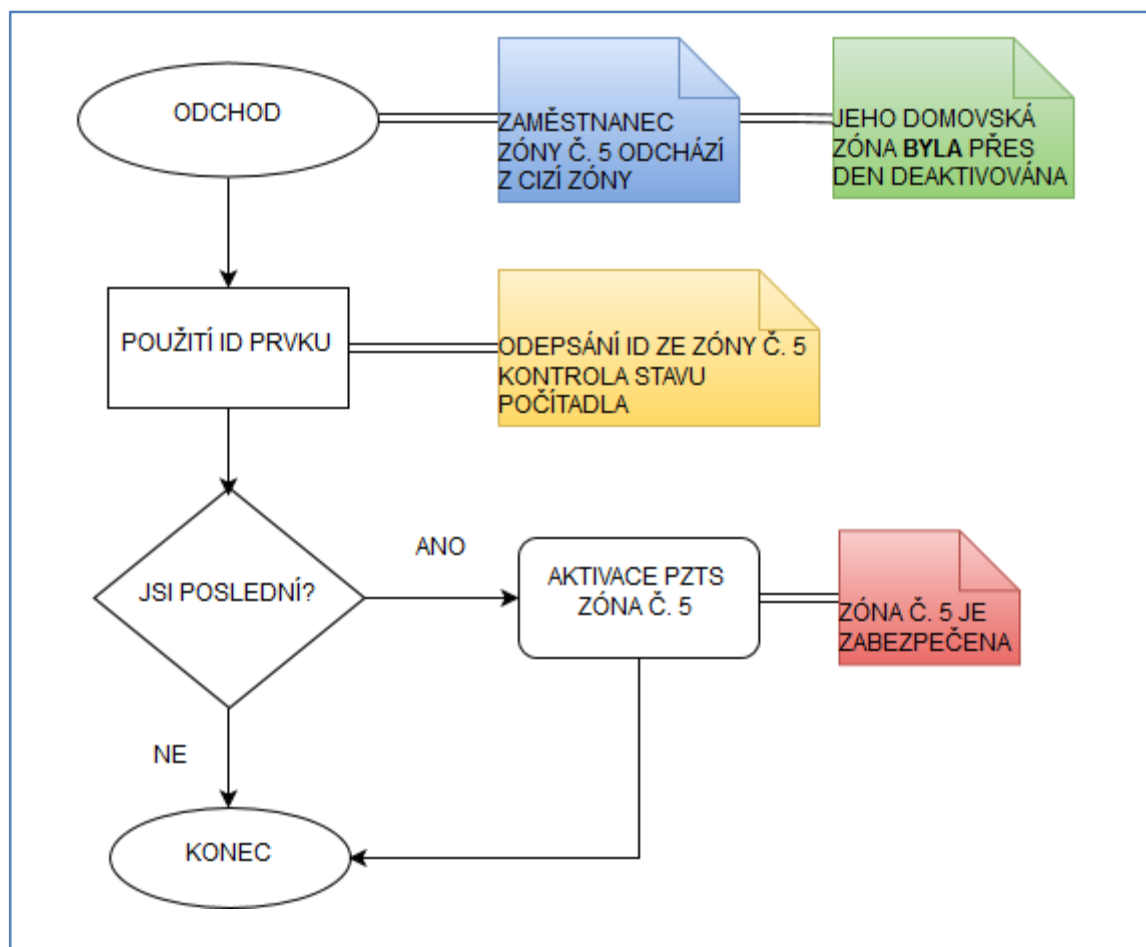 ODCHOD
ZAMĚSTNANEC
ZÓNY Č. 5 ODCHÁZÍ
Z CIZÍ ZÓNY
JEHO DOMOVSKÁ
ZÓNA BYLA PŘES
DEN DEAKTIVOVÁNA
POUŽITÍ ID PRVKU
ODEPSÁNÍ ID ZE ZÓNY Č. 5
KONTROLA STAVU
POČÍTADLA
JSI POSLEDNÍ?
ANO
AKTIVACE PZTS
ZÓNA Č. 5
ZÓNA Č. 5 JE
ZABEZPEČENA
NE
KONEC